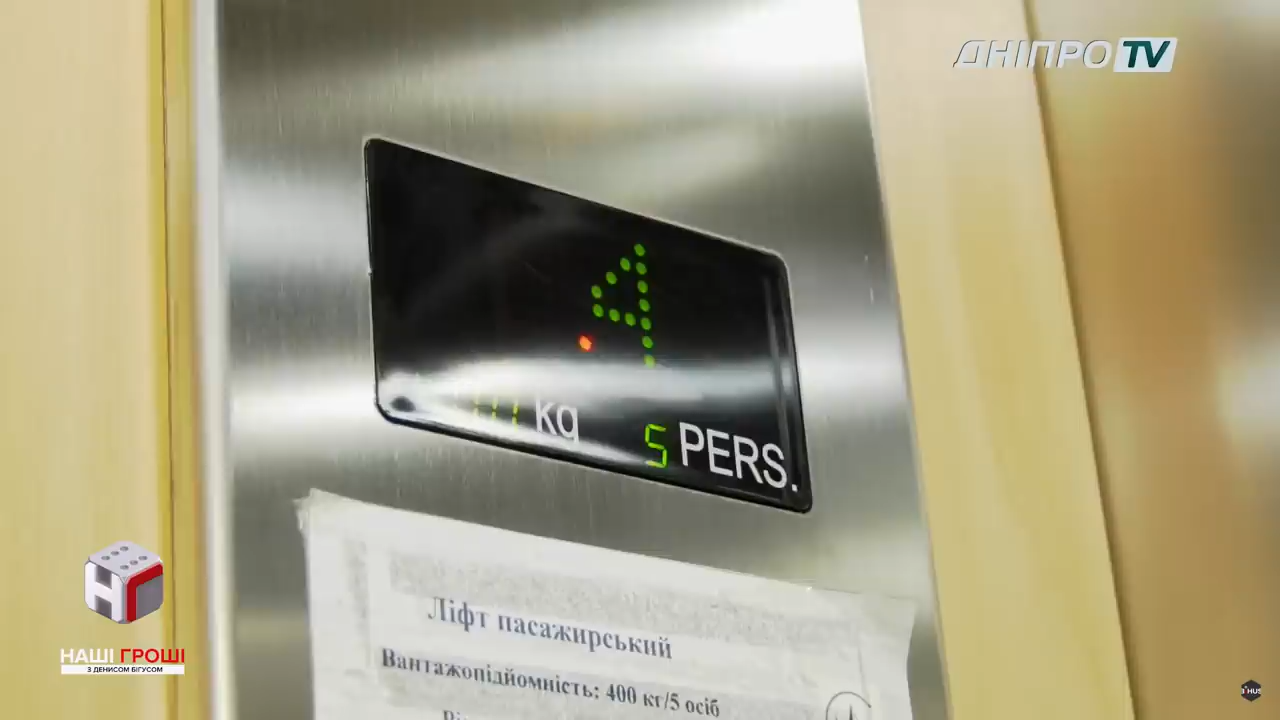 ДНІПРО TV
4
kg
5 PERS.
Ліфт пасажирський
Вантажопідйомність: 400 кг/5 осіб
НАШІ ГРОШІ
З ДЕНИСОМ БІГУСОМ